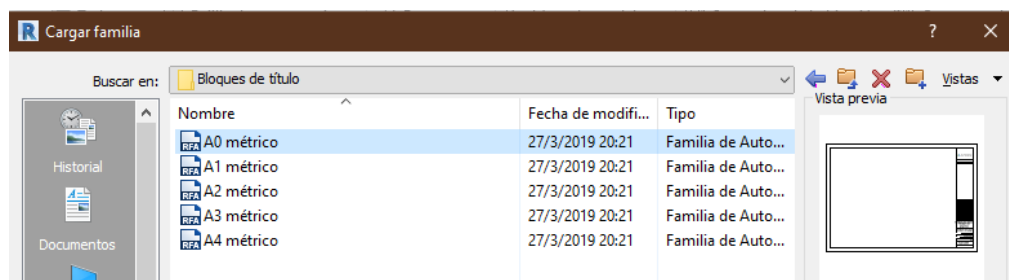 Cargar familia
Buscar en: Bloques de título Vistas
Vista previa
Nombre Fecha de modifi... Tipo
A0 métrico 27/3/2019 20:21 Familia de Auto...
A1 métrico 27/3/2019 20:21 Familia de Auto...
A2 métrico 27/3/2019 20:21 Familia de Auto...
A3 métrico 27/3/2019 20:21 Familia de Auto...
A4 métrico 27/3/2019 20:21 Familia de Auto...
Historial
Documentos